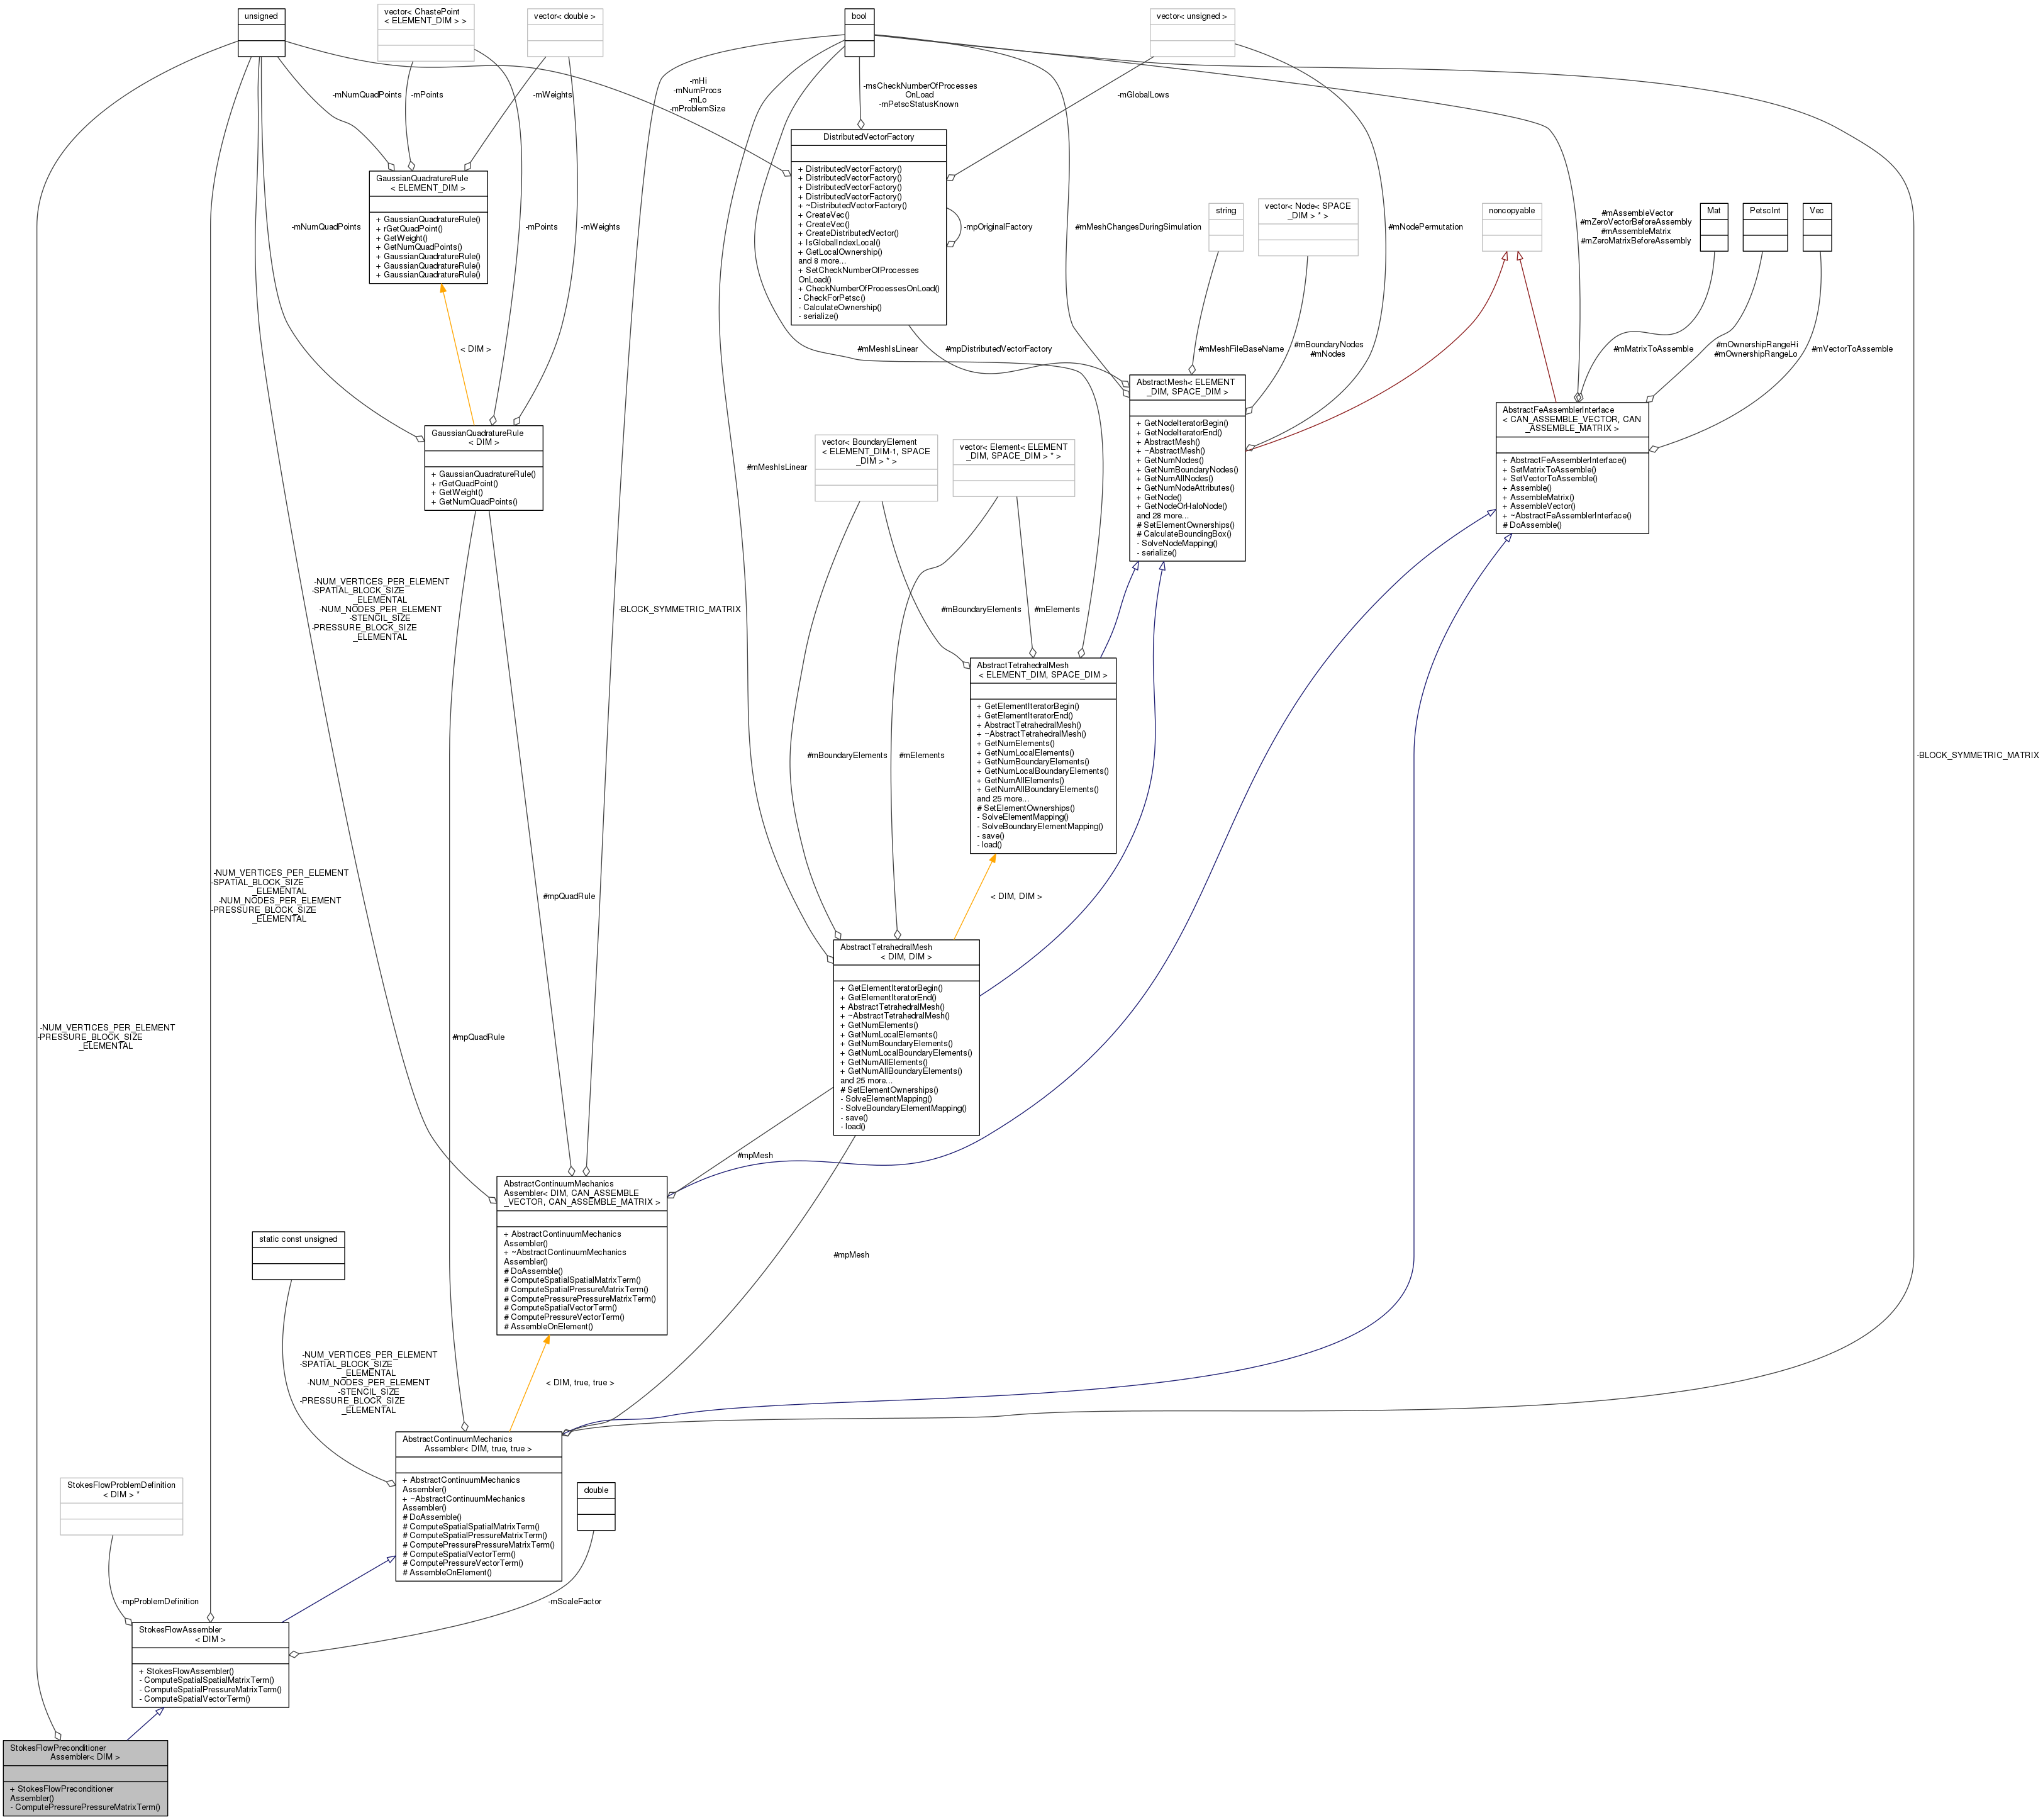 unsigned
vector< ChastePoint
< ELEMENT_DIM > >
vector< double >
bool
vector< unsigned >
-mNumQuadPoints
-mPoints
-mWeights
-mHi
-mNumProcs
-mLo
-mProblemSize
-msCheckNumberOfProcesses
OnLoad
-mPetscStatusKnown
-mGlobalLows
DistributedVectorFactory
+ DistributedVectorFactory()
+ DistributedVectorFactory()
+ DistributedVectorFactory()
+ DistributedVectorFactory()
+ ~DistributedVectorFactory()
+ CreateVec()
+ CreateVec()
+ CreateDistributedVector()
+ IsGlobalIndexLocal()
+ GetLocalOwnership()
and 8 more...
+ SetCheckNumberOfProcesses
OnLoad()
+ CheckNumberOfProcessesOnLoad()
- CheckForPetsc()
- CalculateOwnership()
- serialize()
GaussianQuadratureRule
< ELEMENT_DIM >
+ GaussianQuadratureRule()
+ rGetQuadPoint()
+ GetWeight()
+ GetNumQuadPoints()
+ GaussianQuadratureRule()
+ GaussianQuadratureRule()
+ GaussianQuadratureRule()
-mNumQuadPoints
-mPoints
-mWeights
-mpOriginalFactory
#mMeshChangesDuringSimulation
string
vector< Node< SPACE
_DIM > * >
#mNodePermutation
noncopyable
#mAssembleVector
#mZeroVectorBeforeAssembly
#mAssembleMatrix
#mZeroMatrixBeforeAssembly
Mat
PetscInt
Vec
< DIM >
#mMeshIsLinear
#mpDistributedVectorFactory
#mMeshFileBaseName
#mBoundaryNodes
#mNodes
#mMatrixToAssemble
#mOwnershipRangeHi
#mOwnershipRangeLo
#mVectorToAssemble
AbstractMesh< ELEMENT
_DIM, SPACE_DIM >
+ GetNodeIteratorBegin()
+ GetNodeIteratorEnd()
+ AbstractMesh()
+ ~AbstractMesh()
+ GetNumNodes()
+ GetNumBoundaryNodes()
+ GetNumAllNodes()
+ GetNumNodeAttributes()
+ GetNode()
+ GetNodeOrHaloNode()
and 28 more...
# SetElementOwnerships()
# CalculateBoundingBox()
- SolveNodeMapping()
- serialize()
AbstractFeAssemblerInterface
< CAN_ASSEMBLE_VECTOR, CAN
_ASSEMBLE_MATRIX >
+ AbstractFeAssemblerInterface()
+ SetMatrixToAssemble()
+ SetVectorToAssemble()
+ Assemble()
+ AssembleMatrix()
+ AssembleVector()
+ ~AbstractFeAssemblerInterface()
# DoAssemble()
GaussianQuadratureRule
< DIM >
+ GaussianQuadratureRule()
+ rGetQuadPoint()
+ GetWeight()
+ GetNumQuadPoints()
#mMeshIsLinear
vector< BoundaryElement
< ELEMENT_DIM-1, SPACE
_DIM > * >
vector< Element< ELEMENT
_DIM, SPACE_DIM > * >
-NUM_VERTICES_PER_ELEMENT
-SPATIAL_BLOCK_SIZE
_ELEMENTAL
-NUM_NODES_PER_ELEMENT
-STENCIL_SIZE
-PRESSURE_BLOCK_SIZE
_ELEMENTAL
-BLOCK_SYMMETRIC_MATRIX
#mBoundaryElements
#mElements
AbstractTetrahedralMesh
< ELEMENT_DIM, SPACE_DIM >
+ GetElementIteratorBegin()
+ GetElementIteratorEnd()
+ AbstractTetrahedralMesh()
+ ~AbstractTetrahedralMesh()
+ GetNumElements()
+ GetNumLocalElements()
+ GetNumBoundaryElements()
+ GetNumLocalBoundaryElements()
+ GetNumAllElements()
+ GetNumAllBoundaryElements()
and 25 more...
# SetElementOwnerships()
- SolveElementMapping()
- SolveBoundaryElementMapping()
- save()
- load()
#mBoundaryElements
#mElements
-BLOCK_SYMMETRIC_MATRIX
-NUM_VERTICES_PER_ELEMENT
-SPATIAL_BLOCK_SIZE
_ELEMENTAL
-NUM_NODES_PER_ELEMENT
-PRESSURE_BLOCK_SIZE
_ELEMENTAL
#mpQuadRule
< DIM, DIM >
AbstractTetrahedralMesh
< DIM, DIM >
+ GetElementIteratorBegin()
+ GetElementIteratorEnd()
+ AbstractTetrahedralMesh()
+ ~AbstractTetrahedralMesh()
+ GetNumElements()
+ GetNumLocalElements()
+ GetNumBoundaryElements()
+ GetNumLocalBoundaryElements()
+ GetNumAllElements()
+ GetNumAllBoundaryElements()
and 25 more...
# SetElementOwnerships()
- SolveElementMapping()
- SolveBoundaryElementMapping()
- save()
- load()
-NUM_VERTICES_PER_ELEMENT
-PRESSURE_BLOCK_SIZE
_ELEMENTAL
#mpQuadRule
#mpMesh
AbstractContinuumMechanics
Assembler< DIM, CAN_ASSEMBLE
_VECTOR, CAN_ASSEMBLE_MATRIX >
+ AbstractContinuumMechanics
Assembler()
+ ~AbstractContinuumMechanics
Assembler()
# DoAssemble()
# ComputeSpatialSpatialMatrixTerm()
# ComputeSpatialPressureMatrixTerm()
# ComputePressurePressureMatrixTerm()
# ComputeSpatialVectorTerm()
# ComputePressureVectorTerm()
# AssembleOnElement()
static const unsigned
#mpMesh
-NUM_VERTICES_PER_ELEMENT
-SPATIAL_BLOCK_SIZE
_ELEMENTAL
-NUM_NODES_PER_ELEMENT
-STENCIL_SIZE
-PRESSURE_BLOCK_SIZE
_ELEMENTAL
< DIM, true, true >
AbstractContinuumMechanics
Assembler< DIM, true, true >
+ AbstractContinuumMechanics
Assembler()
+ ~AbstractContinuumMechanics
Assembler()
# DoAssemble()
# ComputeSpatialSpatialMatrixTerm()
# ComputeSpatialPressureMatrixTerm()
# ComputePressurePressureMatrixTerm()
# ComputeSpatialVectorTerm()
# ComputePressureVectorTerm()
# AssembleOnElement()
StokesFlowProblemDefinition
< DIM > *
double
-mpProblemDefinition
-mScaleFactor
StokesFlowAssembler
< DIM >
+ StokesFlowAssembler()
- ComputeSpatialSpatialMatrixTerm()
- ComputeSpatialPressureMatrixTerm()
- ComputeSpatialVectorTerm()
StokesFlowPreconditioner
Assembler< DIM >
+ StokesFlowPreconditioner
Assembler()
- ComputePressurePressureMatrixTerm()